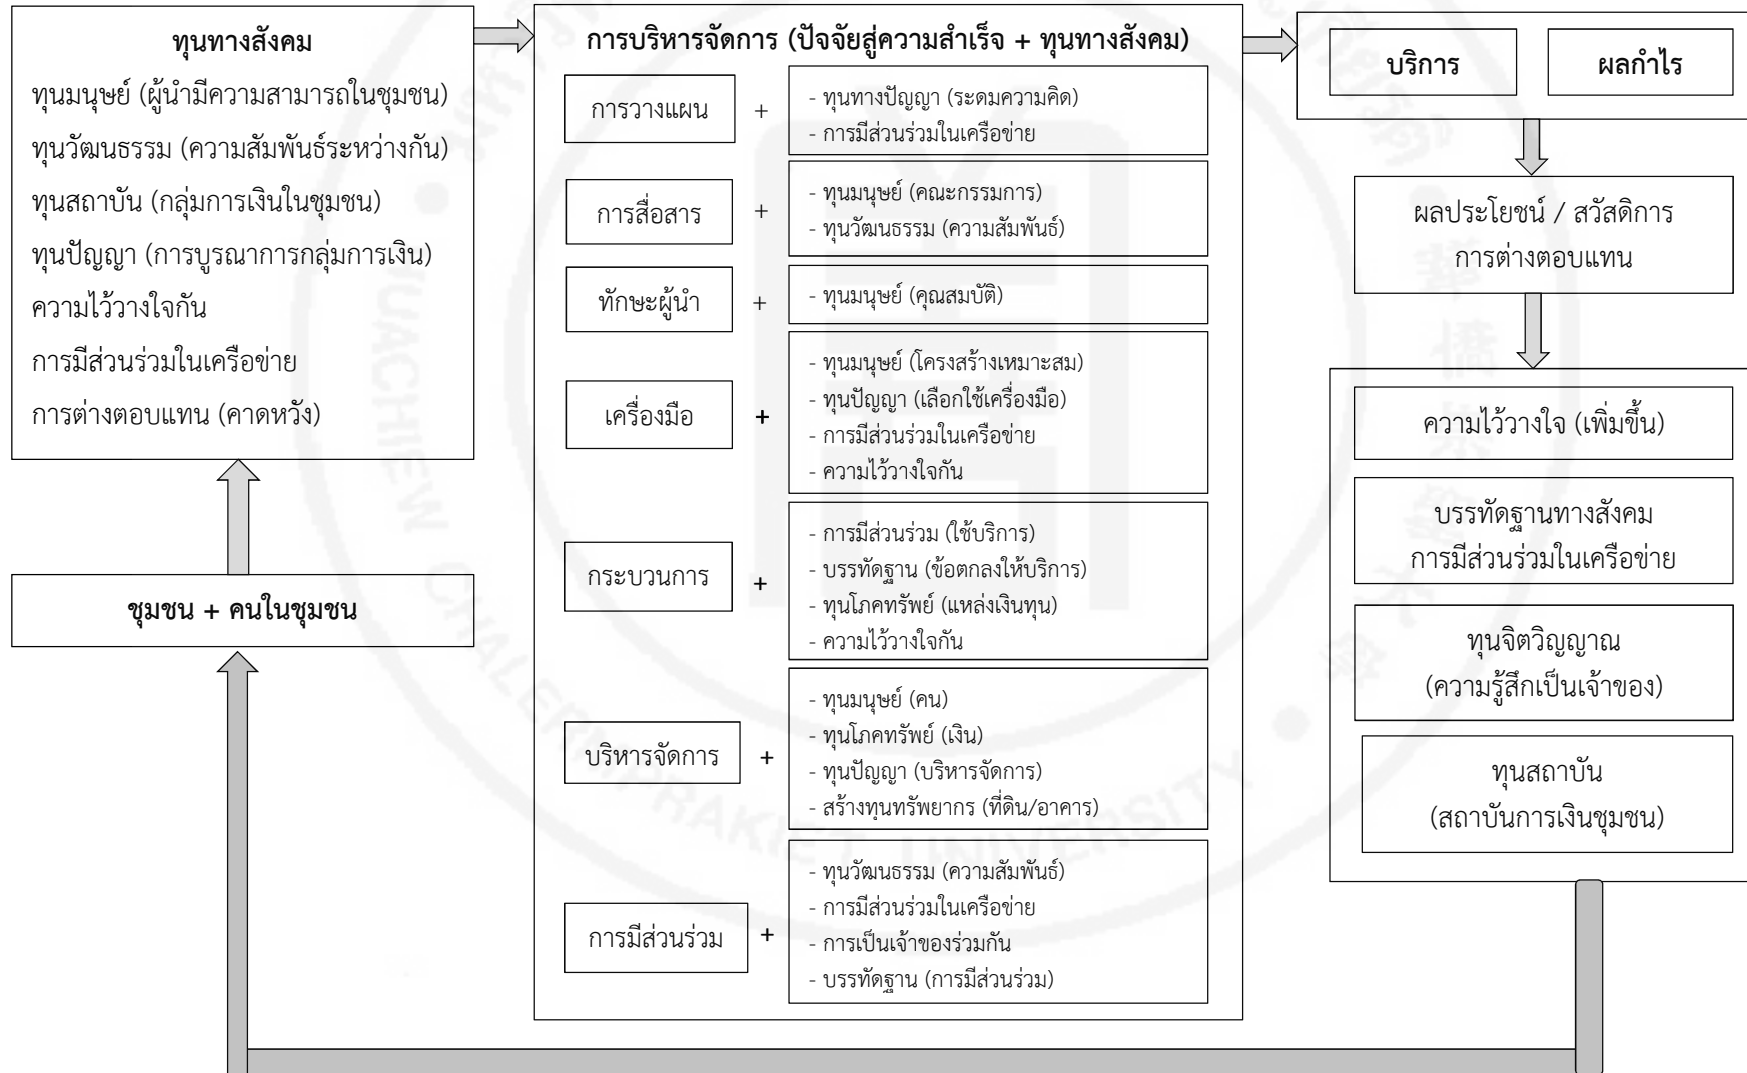 ทุนทางสังคม
ทุนมนุษย์ (ผู้นำมีความสามารถในชุมชน)
ทุนวัฒนธรรม (ความสัมพันธ์ระหว่างกัน)
ทุนสถาบัน (กลุ่มการเงินในชุมชน)
ทุนปัญญา (การบูรณาการกลุ่มการเงิน)
ความไว้วางใจกัน
การมีส่วนร่วมในเครือข่าย
การต่างตอบแทน (คาดหวัง)
ชุมชน + คนในชุมชน
การบริหารจัดการ (ปัจจัยสู่ความสำเร็จ + ทุนทางสังคม)
การวางแผน +
- ทุนทางปัญญา (ระดมความคิด)
- การมีส่วนร่วมในเครือข่าย
การสื่อสาร +
- ทุนมนุษย์ (คณะกรรมการ)
- ทุนวัฒนธรรม (ความสัมพันธ์)
ทักษะผู้นำ +
- ทุนมนุษย์ (คุณสมบัติ)
เครื่องมือ +
- ทุนมนุษย์ (โครงสร้างเหมาะสม)
- ทุนปัญญา (เลือกใช้เครื่องมือ)
- การมีส่วนร่วมในเครือข่าย
- ความไว้วางใจกัน
กระบวนการ +
- การมีส่วนร่วม (ใช้บริการ)
- บรรทัดฐาน (ข้อตกลงให้บริการ)
- ทุนโภคทรัพย์ (แหล่งเงินทุน)
- ความไว้วางใจกัน
บริหารจัดการ +
- ทุนมนุษย์ (คน)
- ทุนโภคทรัพย์ (เงิน)
- ทุนปัญญา (บริหารจัดการ)
- สร้างทุนทรัพยากร (ที่ดิน/อาคาร)
การมีส่วนร่วม +
- ทุนวัฒนธรรม (ความสัมพันธ์)
- การมีส่วนร่วมในเครือข่าย
- การเป็นเจ้าของร่วมกัน
- บรรทัดฐาน (การมีส่วนร่วม)
บริการ
ผลกำไร
ผลประโยชน์ / สวัสดิการ
การต่างตอบแทน
ความไว้วางใจ (เพิ่มขึ้น)
บรรทัดฐานทางสังคม
การมีส่วนร่วมในเครือข่าย
ทุนจิตวิญญาณ
(ความรู้สึกเป็นเจ้าของ)
ทุนสถาบัน
(สถาบันการเงินชุมชน)
HUACHIEW CHALERMPRAKIET UNIVERSITY